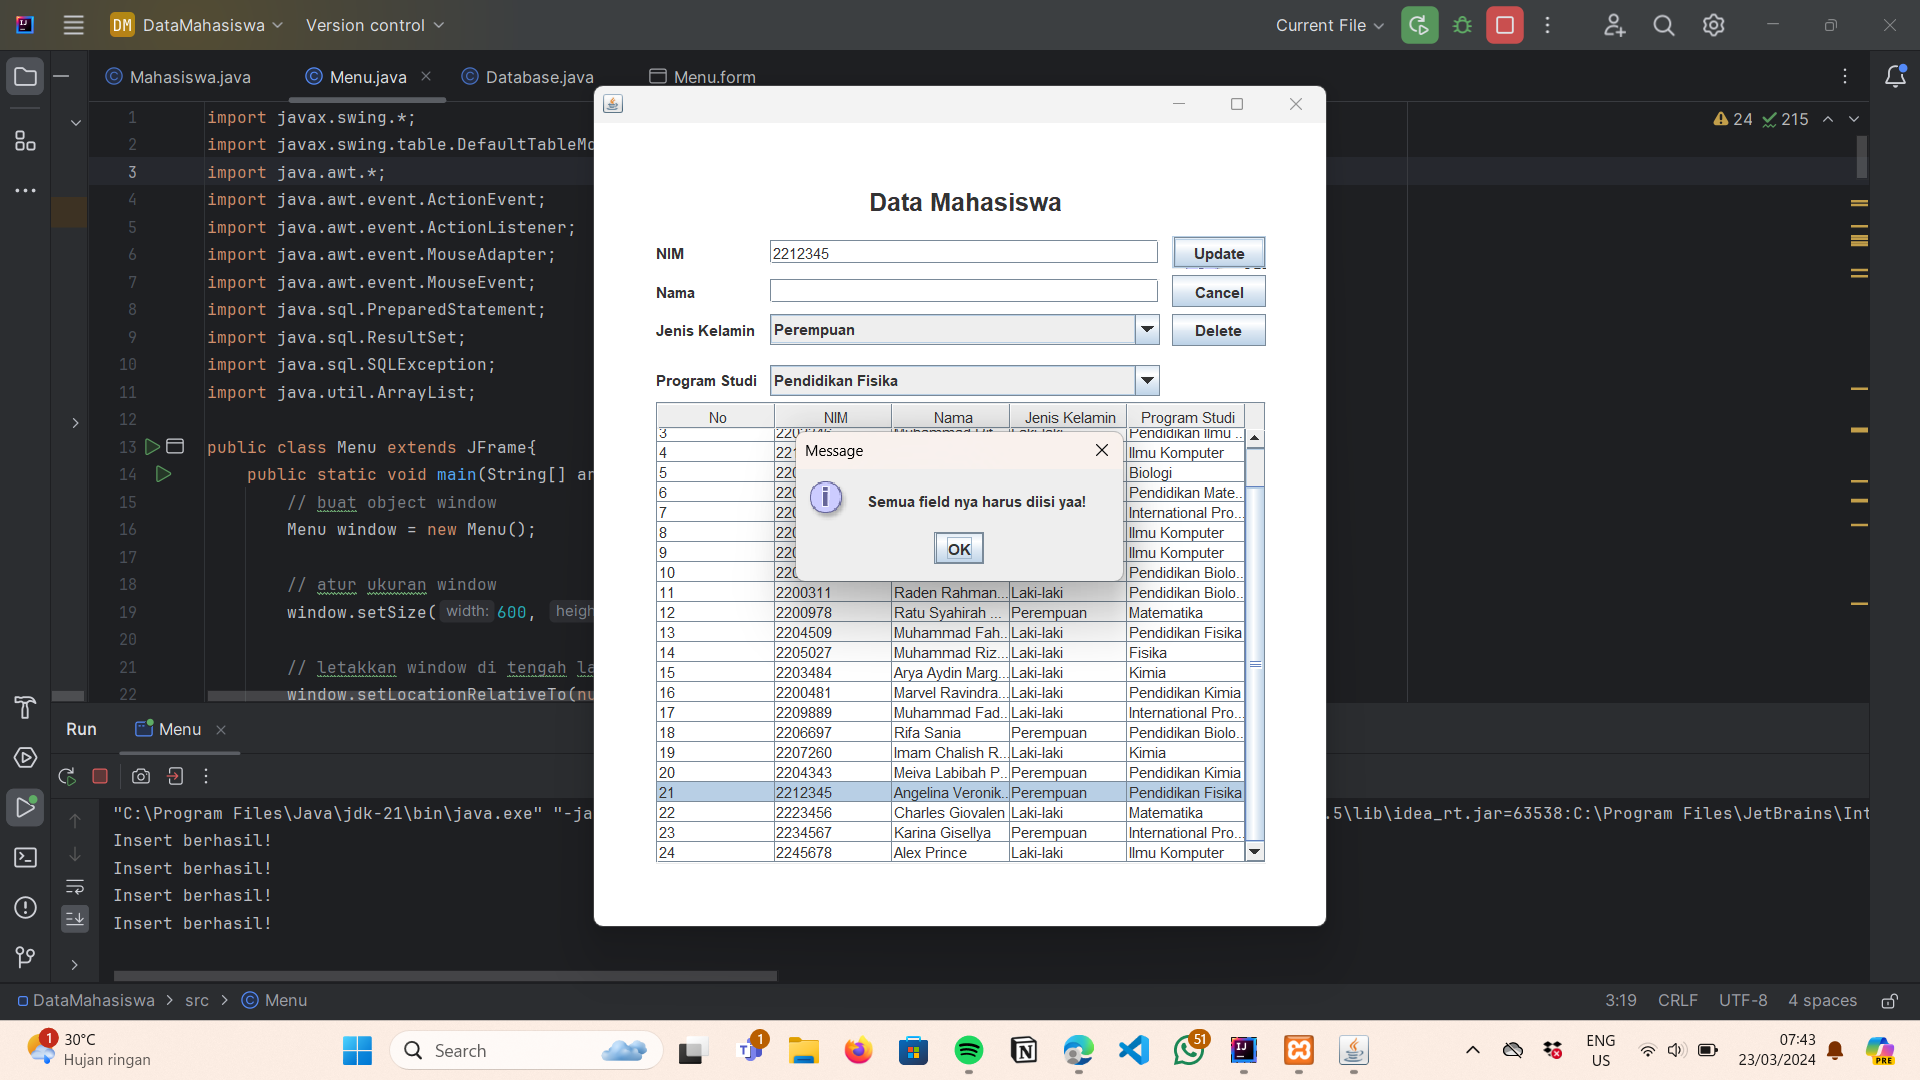 DM DataMahasiswa
Version control
Current File
Mahasiswa.java
Menu.java
Database.java
Menu.form
24 215
1 import javax.swing.*;
2 import javax.swing.table.DefaultTableMo
3 import java.awt.*;
4 import java.awt.event.ActionEvent;
5 import java.awt.event.ActionListener;
6 import java.awt.event.MouseAdapter;
7 import java.awt.event.MouseEvent;
8 import java.sql.PreparedStatement;
9 import java.sql.ResultSet;
10 import java.sql.SQLException;
11 import java.util.ArrayList;
12
13 public class Menu extends JFrame{
14 public static void main(String[] ar
15 // buat object window
16 Menu window = new Menu();
17
18 // atur ukuran window
19 window.setSize( width: 600, heigh
20
21 // letakkan window di tengah la
22 window.setLocationRelativeTo(nu
Data Mahasiswa
NIM 2212345 Update
Nama Cancel
Jenis Kelamin Perempuan Delete
Program Studi Pendidikan Fisika
No NIM Nama Jenis Kelamin Program Studi
3 Pendidikan Ilmu ...
4 221 Ilmu Komputer
5 220 Biologi
6 220 Pendidikan Mate...
7 220 International Pro...
8 220 Ilmu Komputer
9 220 Ilmu Komputer
10 220 Pendidikan Biolo...
11 2200311 Raden Rahman... Laki-laki Pendidikan Biolo...
12 2200978 Ratu Syahirah ... Perempuan Matematika
13 2204509 Muhammad Fah... Laki-laki Pendidikan Fisika
14 2205027 Muhammad Riz... Laki-laki Fisika
15 2203484 Arya Aydin Marg... Laki-laki Kimia
16 2200481 Marvel Ravindra... Laki-laki Pendidikan Kimia
17 2209889 Muhammad Fad... Laki-laki International Pro...
18 2206697 Rifa Sania Perempuan Pendidikan Biolo...
19 2207260 Imam Chalish R... Laki-laki Kimia
20 2204343 Meiva Labibah P... Perempuan Pendidikan Kimia
21 2212345 Angelina Veronik... Perempuan Pendidikan Fisika
22 2223456 Charles Giovalen Laki-laki Matematika
23 2234567 Karina Gisellya Perempuan International Pro...
24 2245678 Alex Prince Laki-laki Ilmu Komputer
Message
Semua field nya harus diisi yaa!
OK
Run Menu
"C:\Program Files\Java\jdk-21\bin\java.exe" "-ja .5\lib\idea_rt.jar=63538:C:\Program Files\JetBrains\Int
Insert berhasil!
Insert berhasil!
Insert berhasil!
Insert berhasil!
DataMahasiswa > src > Menu
3:19 CRLF UTF-8 4 spaces
1
30°C
Hujan ringan
Search
1
51
ENG
US
07:43
23/03/2024
PRE